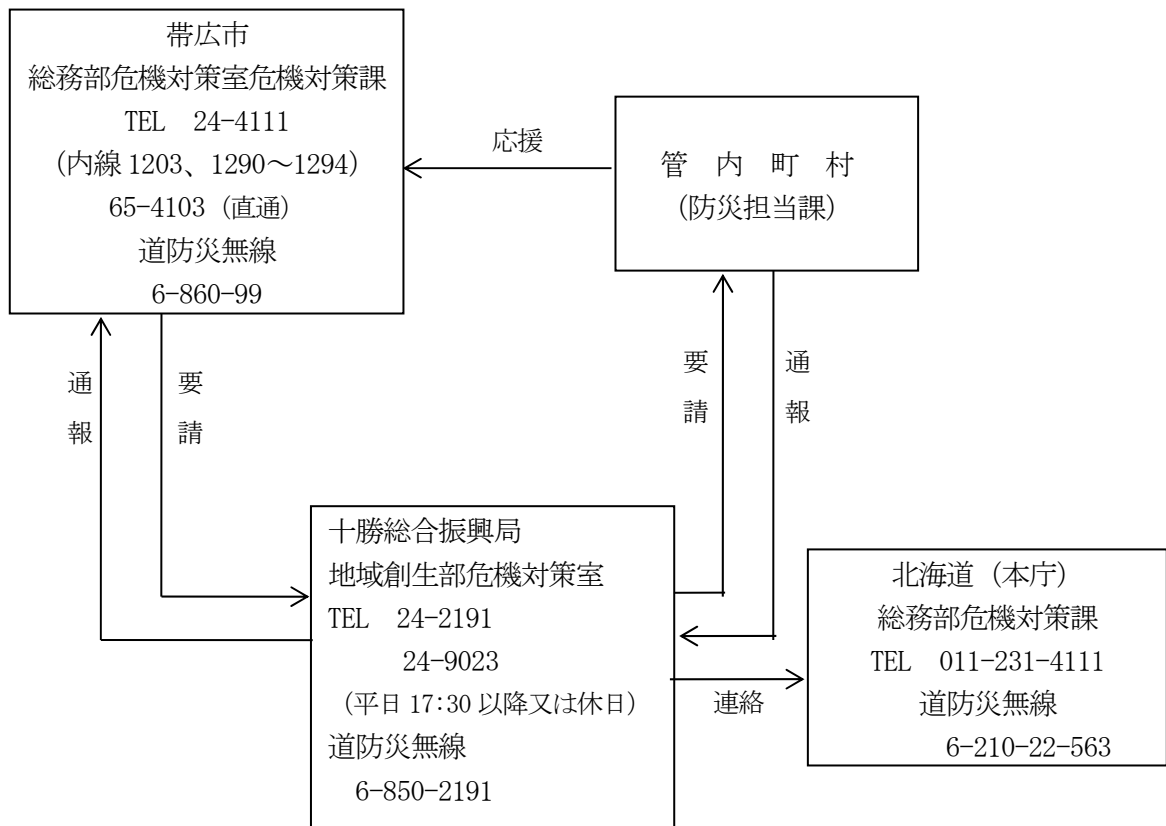 帯広市
総務部危機対策室危機対策課
TEL 24-4111
(内線 1203、1290～1294)
65-4103（直通）
道防災無線
6-860-99
応援
管 内 町 村
（防災担当課）
通報
要請
要請
通報
十勝総合振興局
地域創生部危機対策室
TEL 24-2191
24-9023
（平日 17:30 以降又は休日）
道防災無線
6-850-2191
連絡
北海道（本庁）
総務部危機対策課
TEL 011-231-4111
道防災無線
6-210-22-563